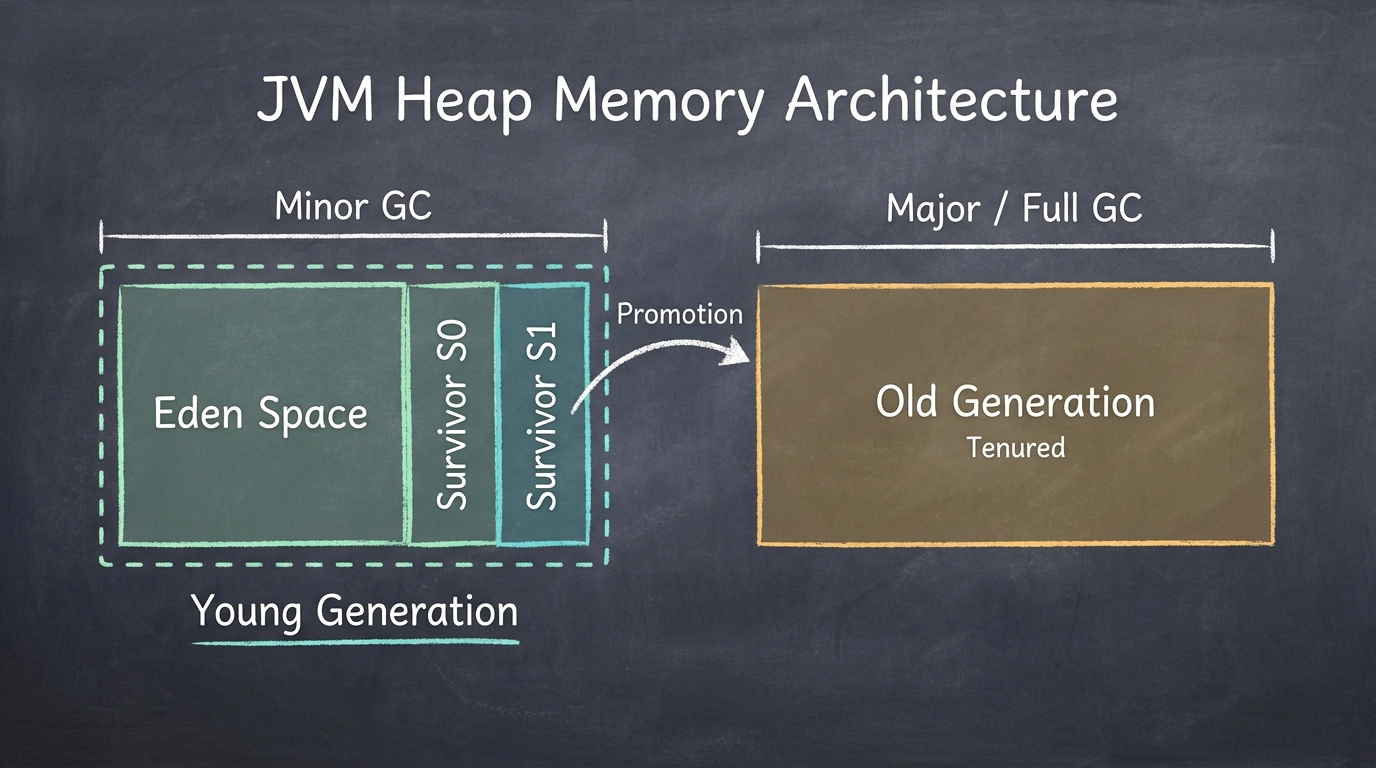 JVM Heap Memory Architecture
Minor GC
Major / Full GC
Promotion
Eden Space
Survivor S0
Survivor S1
Old Generation
Tenured
Young Generation